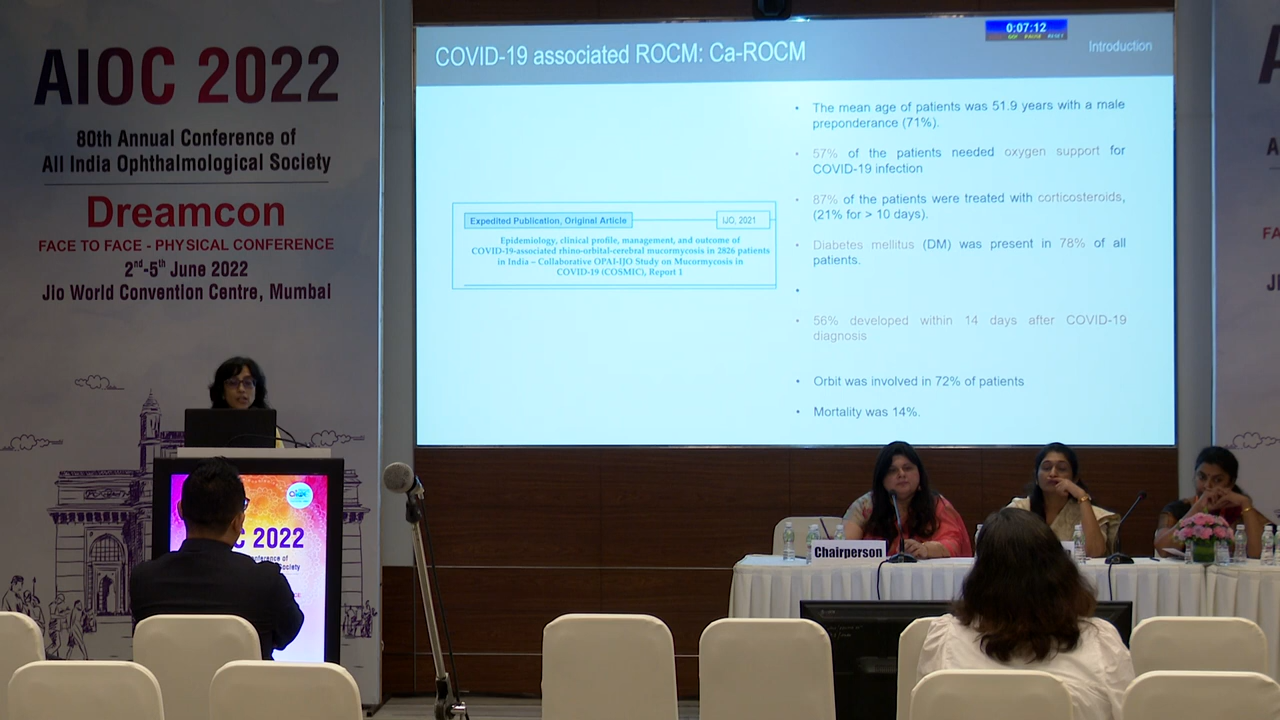 AIOC 2022
80th Annual Conference of
All India Ophthalmological Society
Dreamcon
FACE TO FACE - PHYSICAL CONFERENCE
2nd-5th June 2022
Jio World Convention Centre, Mumbai
0:07:12
COVID-19 associated ROCM: Ca-ROCM
Introduction
Expedited Publication, Original Article
IJO, 2021
Epidemiology, clinical profile, management, and outcome of
COVID-19-associated rhino-orbital-cerebral mucormycosis in 2826 patients
in India – Collaborative OPAI-IJO Study on Mucormycosis in
COVID-19 (COSMIC), Report 1
• The mean age of patients was 51.9 years with a male
preponderance (71%).
• 57% of the patients needed oxygen support for
COVID-19 infection
• 87% of the patients were treated with corticosteroids,
(21% for > 10 days).
• Diabetes mellitus (DM) was present in 78% of all
patients.
•
• 56% developed within 14 days after COVID-19
diagnosis
• Orbit was involved in 72% of patients
• Mortality was 14%.
C 2022
nference of
Society
Chairperson